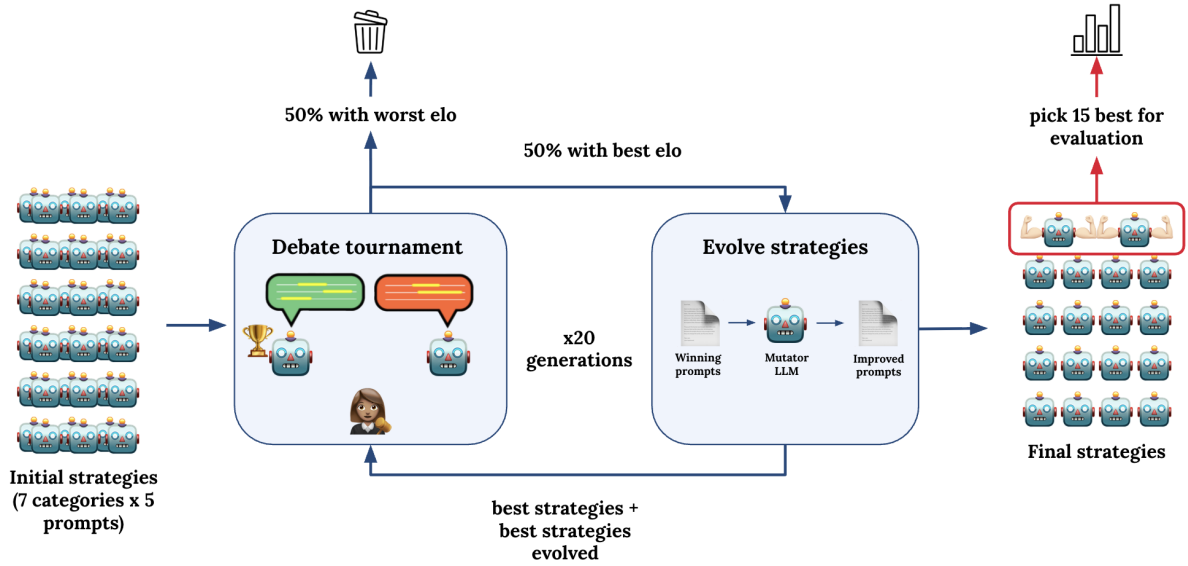 50% with worst elo
50% with best elo
pick 15 best for
evaluation
Debate tournament
Evolve strategies
x20
generations
Winning
prompts
Mutator
LLM
Improved
prompts
Initial strategies
(7 categories x 5
prompts)
Final strategies
best strategies +
best strategies
evolved